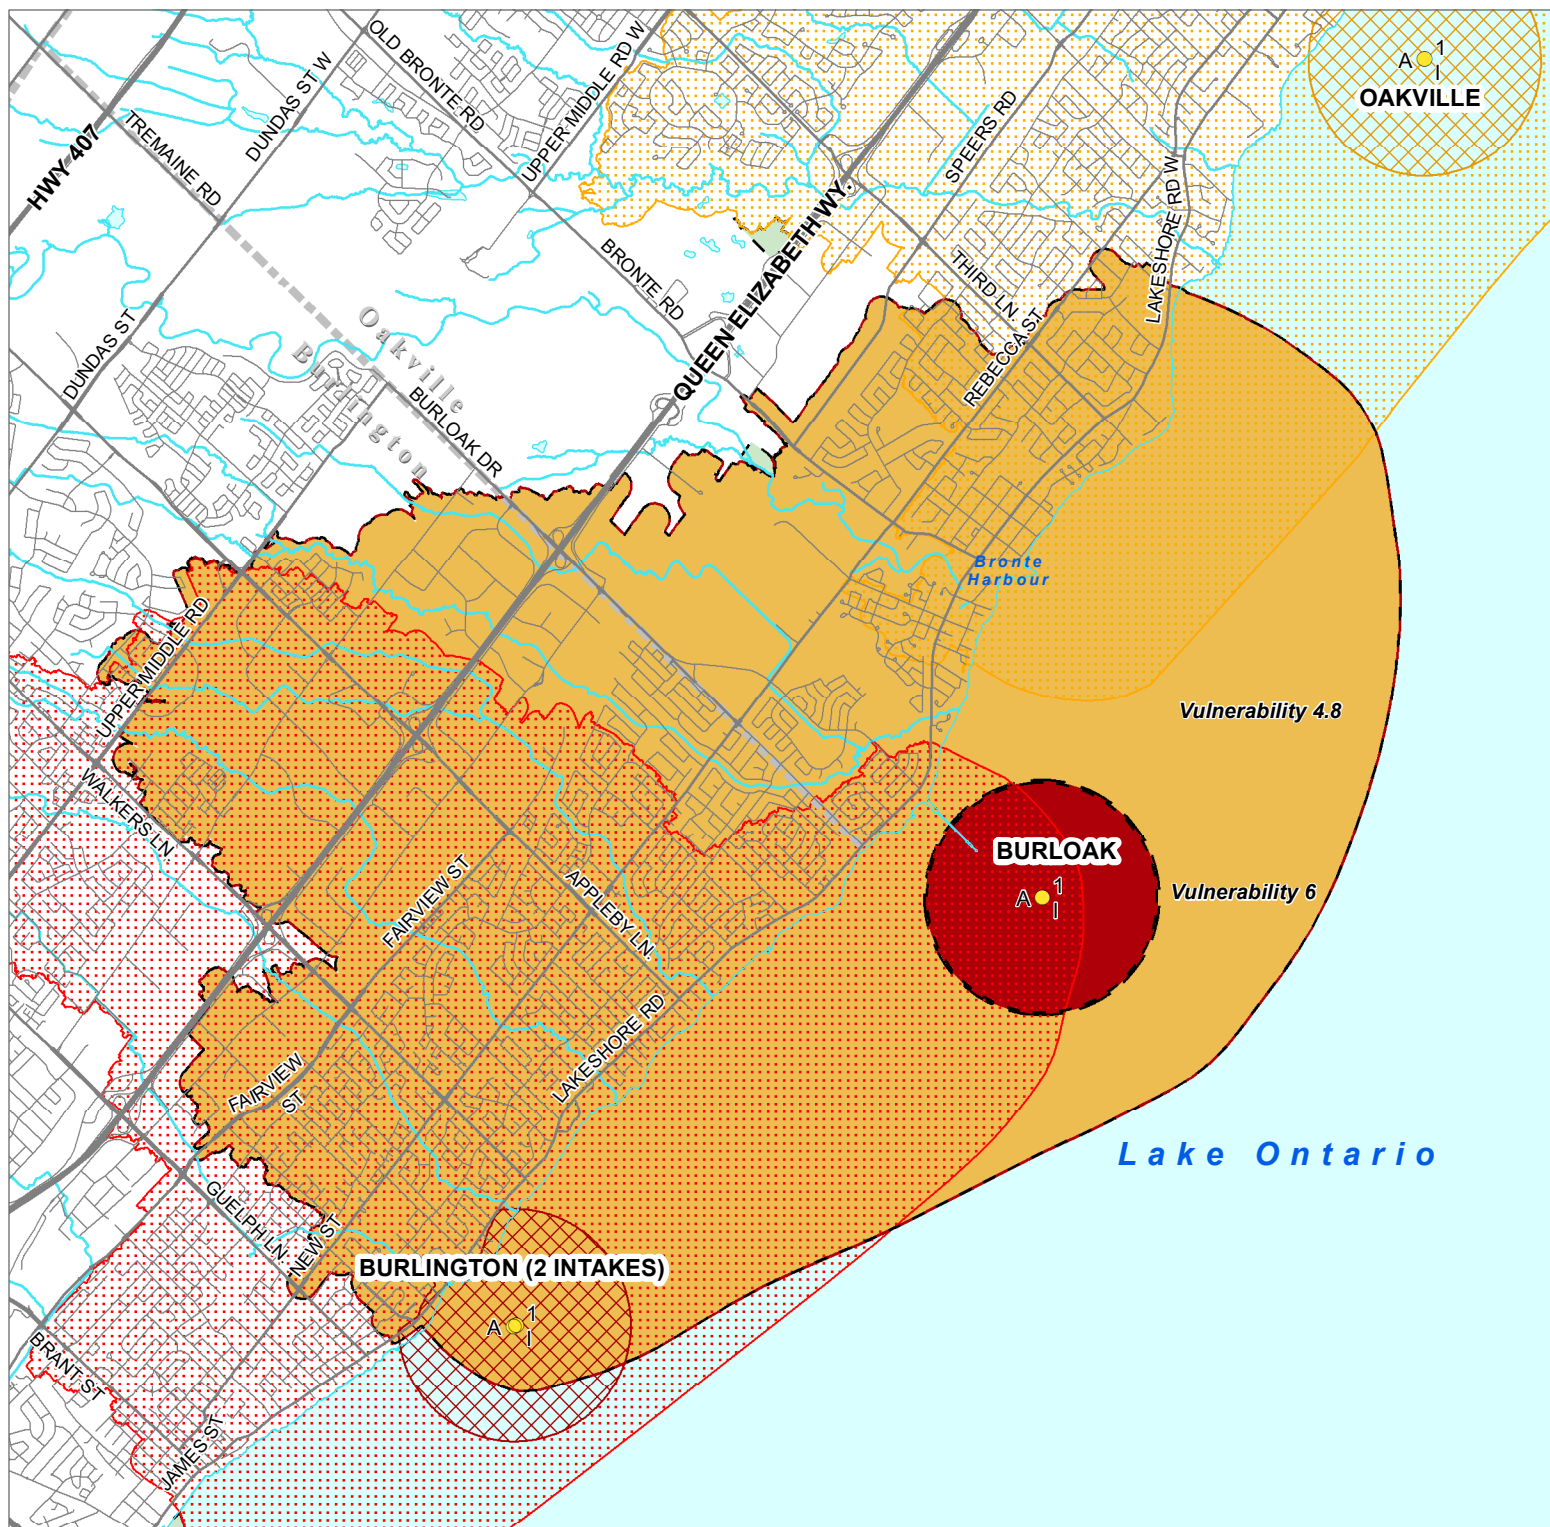 OLD BRONTE RD
DUNDAS ST W
UPPER MIDDLE RD W
A 1
I
OAKVILLE
HWY 407
TREMAINE RD
SPEERS RD
LAKESHORE RD W
QUEEN ELIZABETH WY.
BRONTE RD
THIRD LN.
REBECCA ST.
DUNDAS ST
Oakville
Burlington
BURLOAK DR
Bronte
Harbour
UPPER MIDDLE RD
Vulnerability 4.8
WALKERS LN.
BURLOAK
A 1
I
Vulnerability 6
FAIRVIEW ST
APPLEBY LN.
LAKESHORE RD
FAIRVIEW
ST
Lake Ontario
GUELPH LN.
NEW ST
BURLINGTON (2 INTAKES)
A 1
I
BRANT ST
JAMES ST